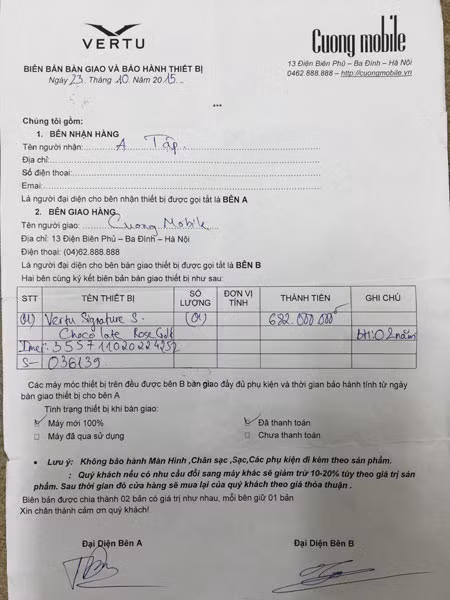 VERTU
Cuong mobile
13 Điện Biên Phủ – Ba Đình – Hà Nội
0462.888.888 – http://cuongmobile.vn
BIÊN BẢN BÀN GIAO VÀ BẢO HÀNH THIẾT BỊ
Ngày 23 Tháng 10 Năm 2015
***
Chúng tôi gồm:
1. BÊN NHẬN HÀNG
Tên người nhận: A Tập
Địa chỉ:
Số điện thoại:
Emai:
Là người đại diện cho bên nhận thiết bị được gọi tắt là BÊN A
2. BÊN GIAO HÀNG
Tên người giao: Cuong Mobile
Địa chỉ: 13 Điện Biên Phủ – Ba Đình – Hà Nội
Điện thoại: (04)62.888.888
Là người đại diện cho bên bàn giao thiết bị được gọi tắt là BÊN B
Hai bên cùng ký kết biên bản bàn giao thiết bị như sau:
STT TÊN THIẾT BỊ SỐ LƯỢNG ĐƠN VỊ TÍNH THÀNH TIỀN GHI CHÚ
01) Vertu Signature S. 01 682.000.000đ
Chocolate Rose Gold BH: 02 năm
Imei: 355711020224252
S– 036139
Các máy móc thiết bị trên đều được bên B bàn giao đầy đủ phụ kiện và thời gian bảo hành tính từ ngày
bàn giao thiết bị cho bên A
Tình trạng thiết bị khi bàn giao:
Máy mới 100% Đã thanh toán
Máy đã qua sử dụng Chưa thanh toán
• Lưu ý: Không bảo hành Màn Hình ,Chân sạc ,Sạc,Các phụ kiện đi kèm theo sản phẩm.
: Quý khách nếu có nhu cầu đổi sang máy khác sẽ giảm trừ 10-20% tùy theo giá trị sản
phẩm. Sau thời gian đó cửa hàng sẽ mua lại của quý khách theo giá thỏa thuận .
Biên bản được chia thành 02 bản có giá trị như nhau, mỗi bên giữ 01 bản
Xin chân thành cảm ơn quý khách!
Đại Diện Bên A Đại Diện Bên B